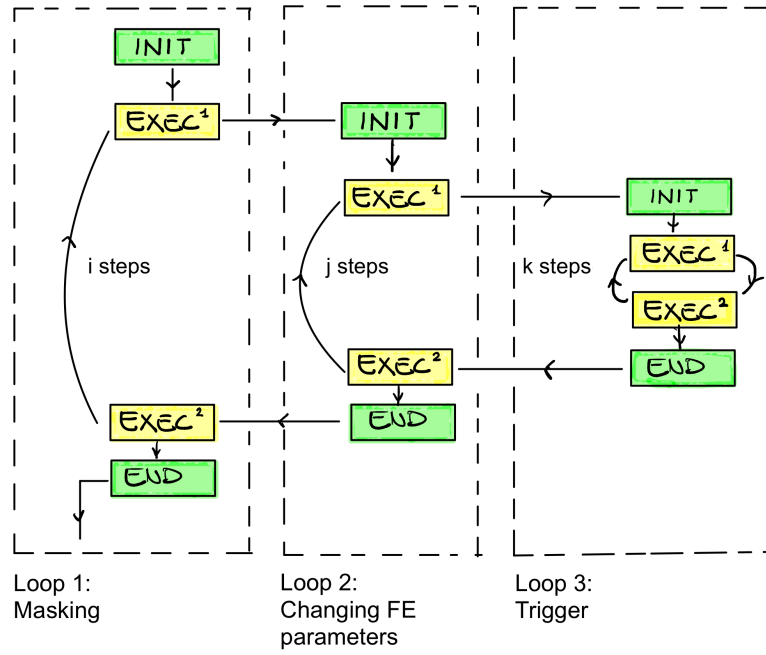 INIT
EXEC¹
i steps
EXEC²
END
Loop 1:
Masking
INIT
EXEC¹
j steps
EXEC²
END
Loop 2:
Changing FE
parameters
INIT
EXEC¹
k steps
EXEC²
END
Loop 3:
Trigger